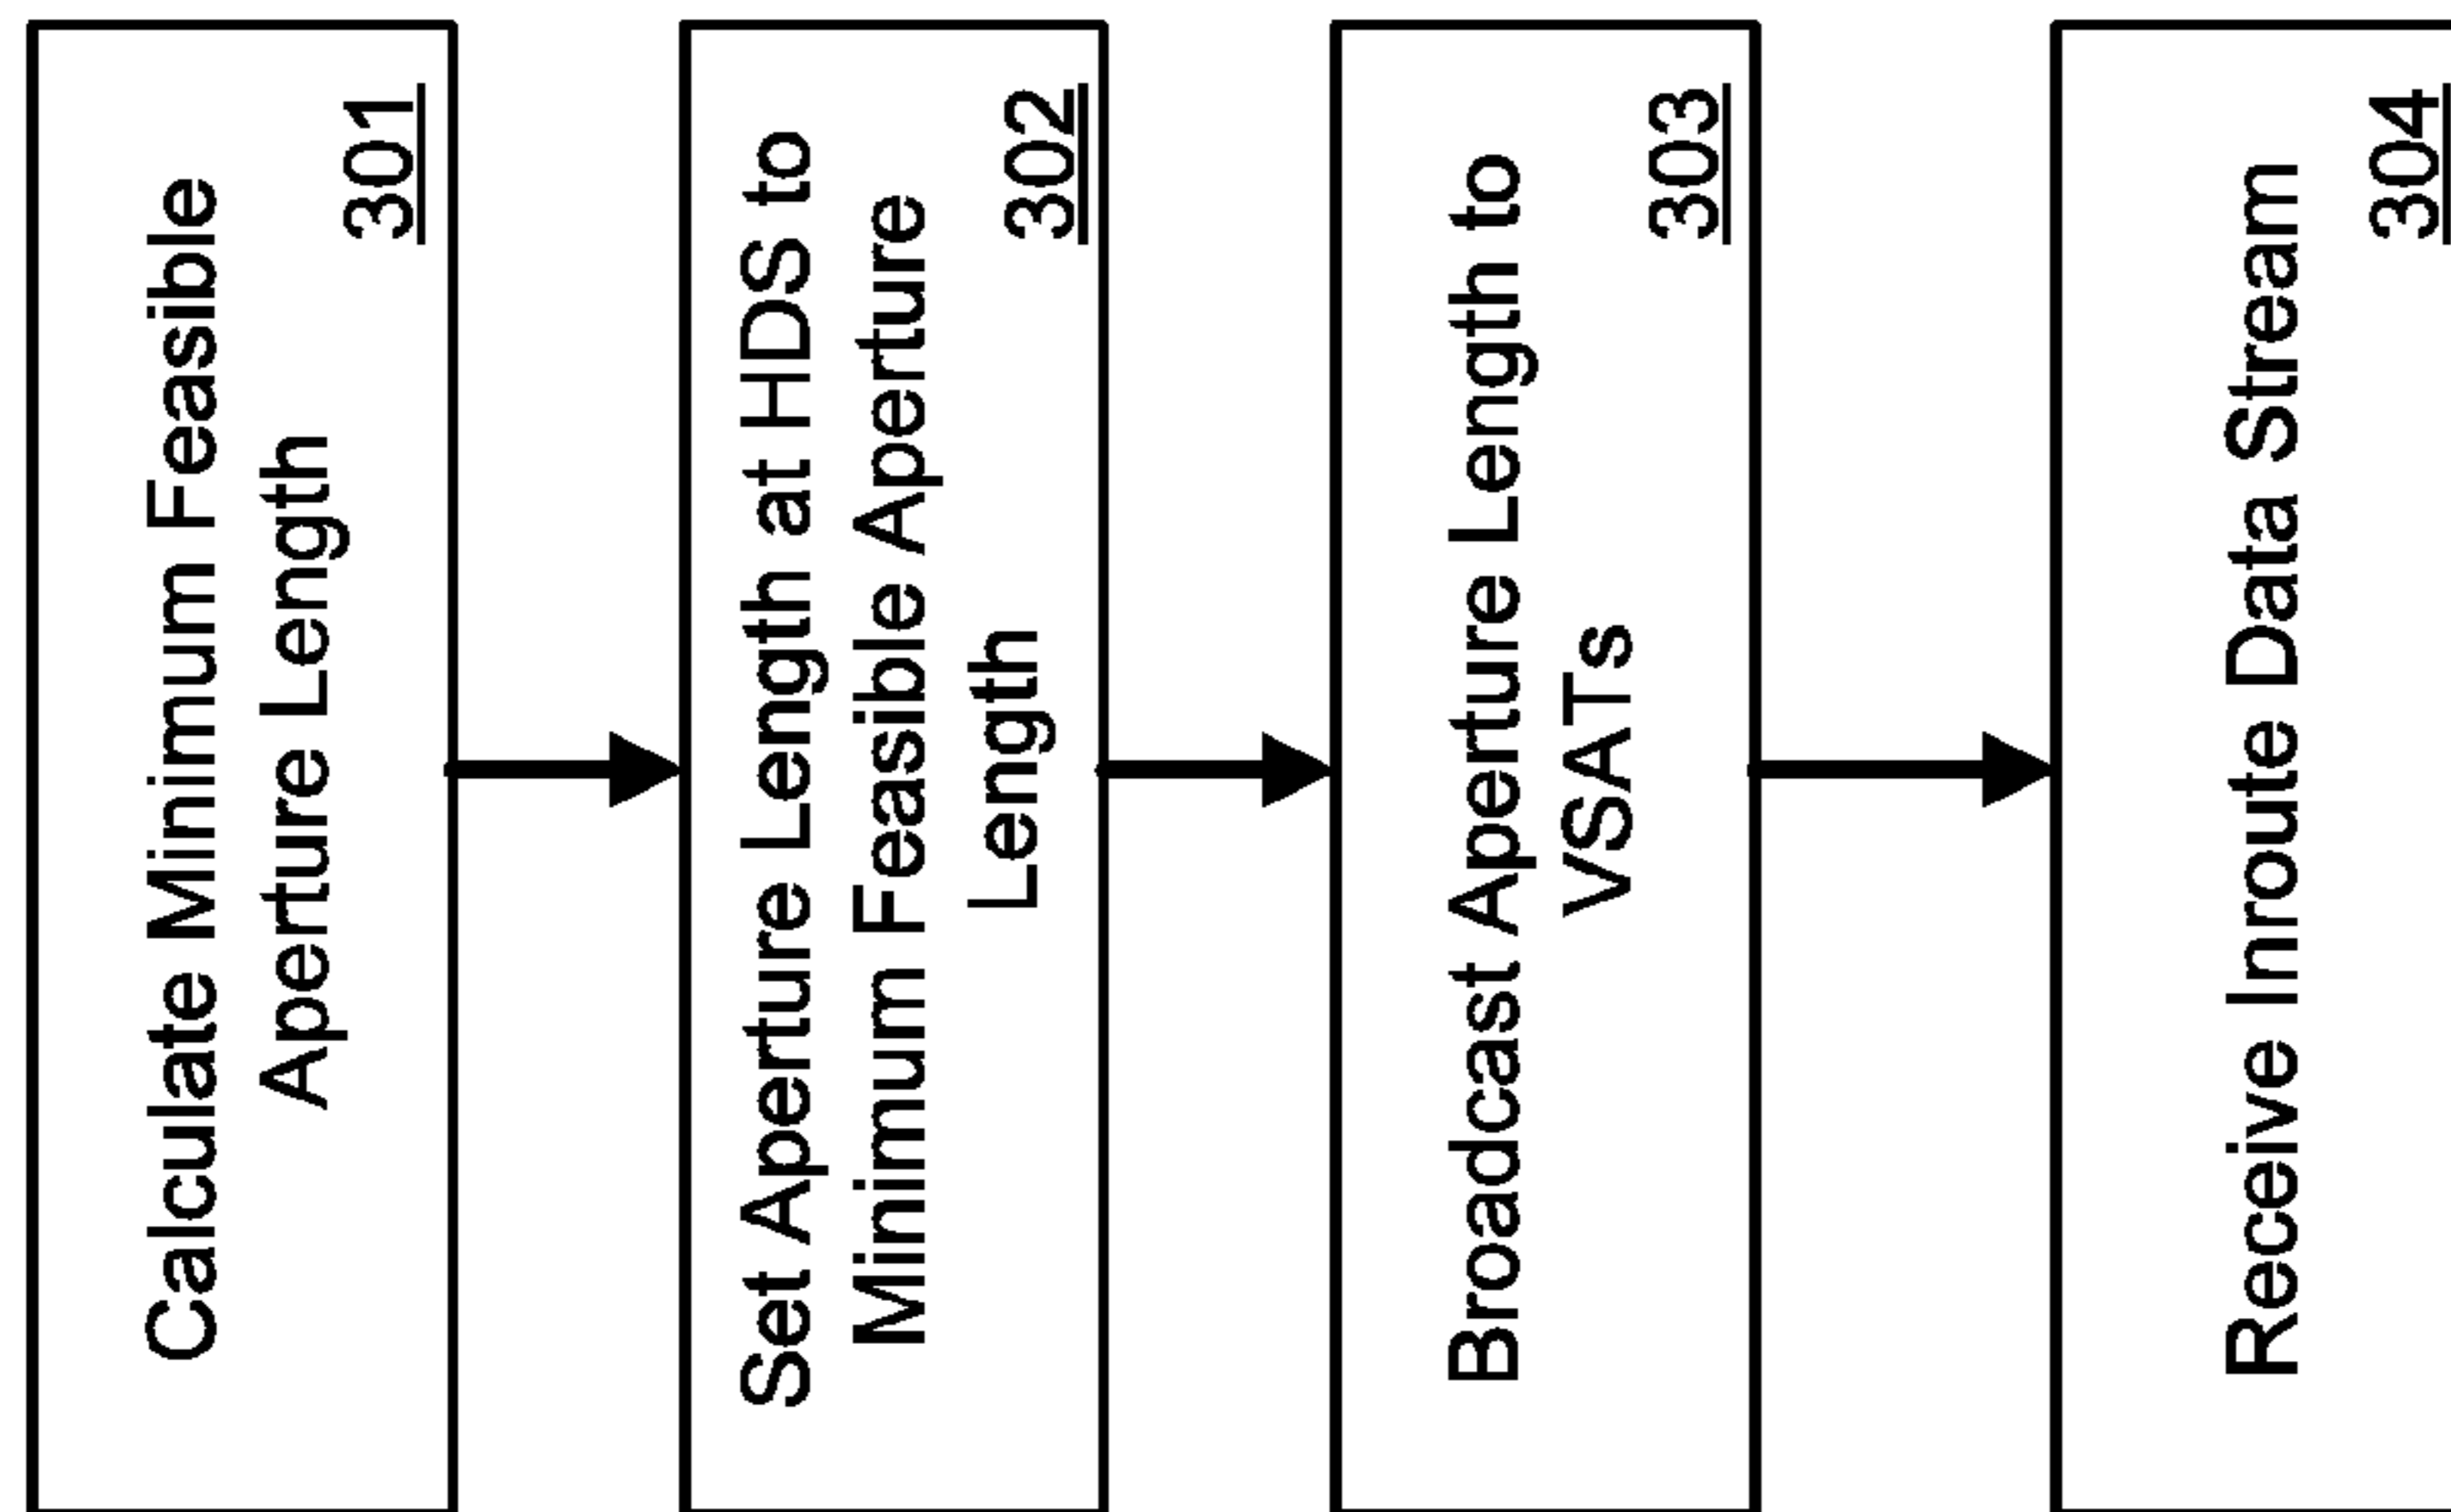 Calculate Minimum Feasible
Aperture Length
301
Set Aperture Length at HDS to
Minimum Feasible Aperture
Length
302
Broadcast Aperture Length to
VSATs
303
Receive Inroute Data Stream
304